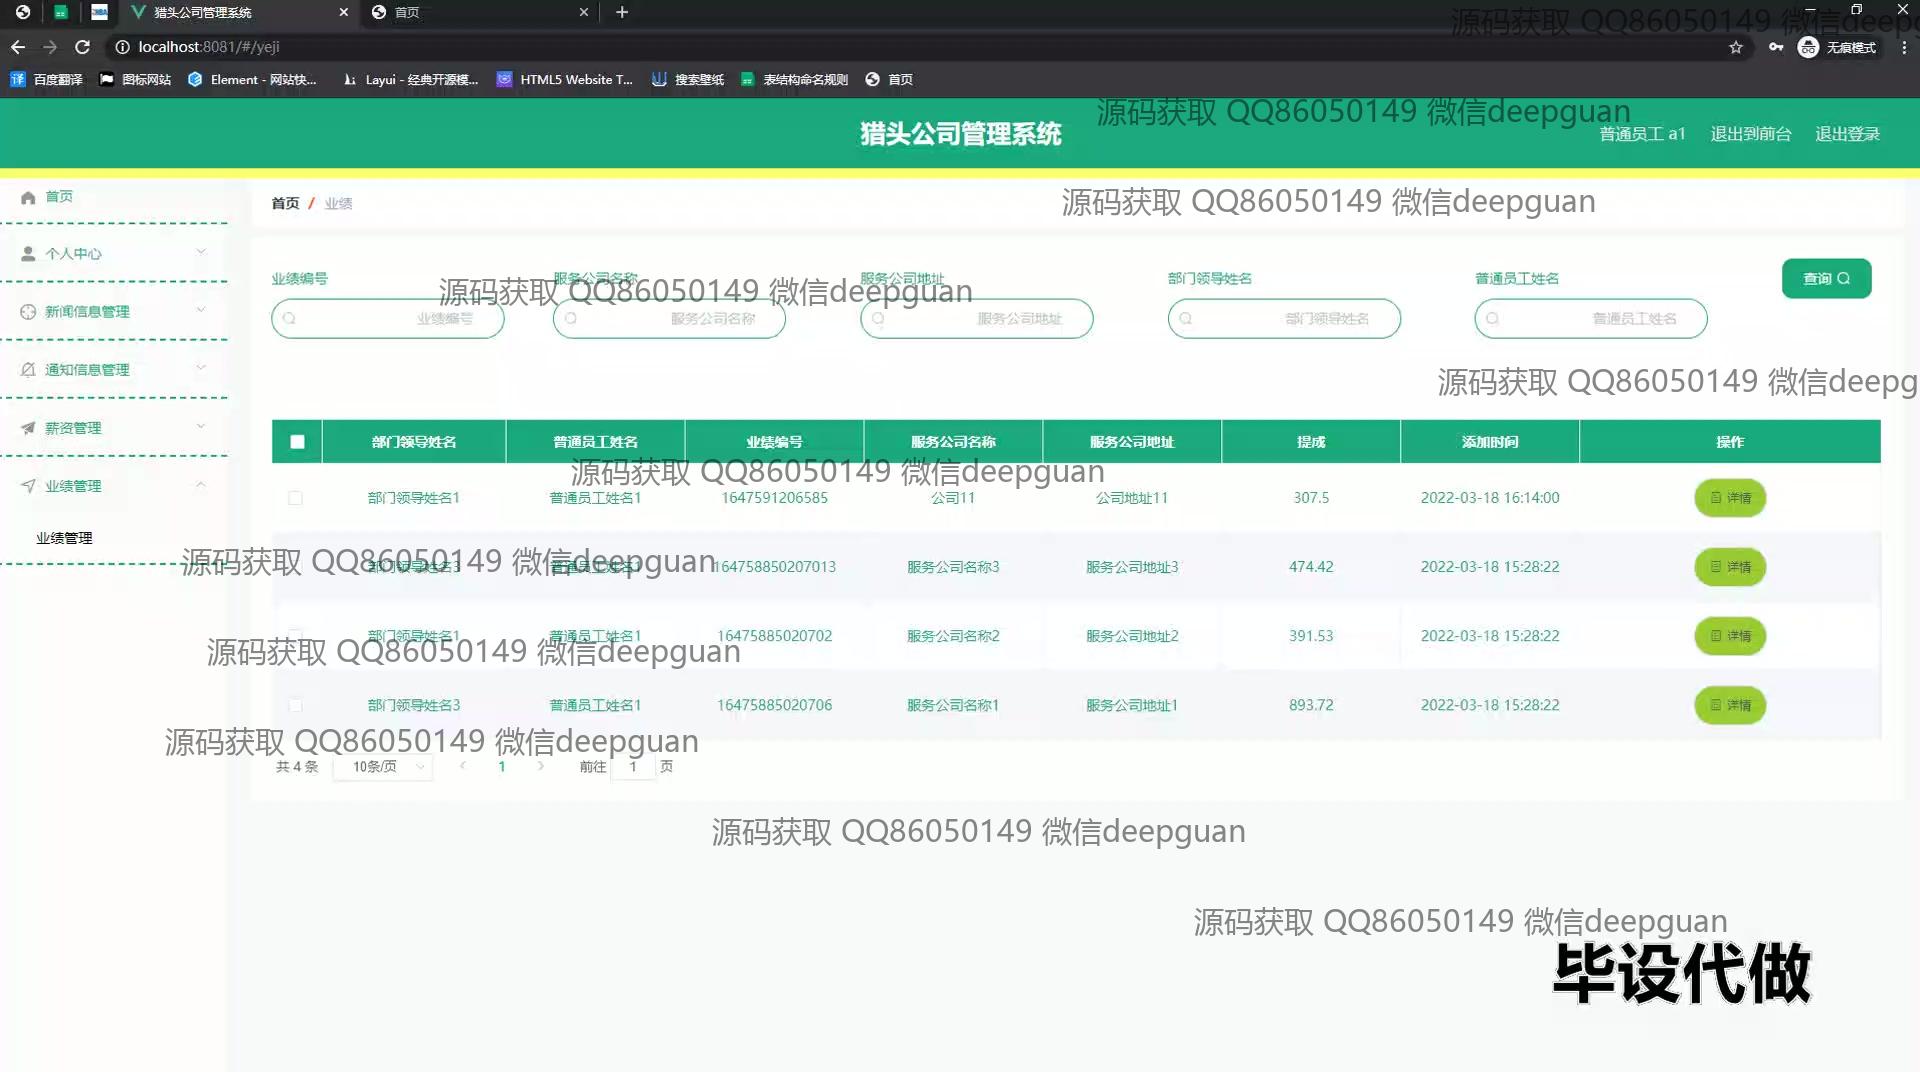 猎头公司管理系统
首页
localhost:8081/#/yeji
无痕模式
百度翻译
图标网站
Element - 网站快...
Layui - 经典开源模...
HTML5 Website T...
搜索壁纸
表结构命名规则
首页
源码获取 QQ86050149 微信deepg
源码获取 QQ86050149 微信deepguan
猎头公司管理系统
普通员工 a1
退出到前台
退出登录
首页
个人中心
新闻信息管理
通知信息管理
薪资管理
业绩管理
业绩管理
首页 / 业绩
源码获取 QQ86050149 微信deepguan
业绩编号
服务公司名称
服务公司地址
部门领导姓名
普通员工姓名
查询
源码获取 QQ86050149 微信deepguan
业绩编号
服务公司名称
服务公司地址
部门领导姓名
普通员工姓名
源码获取 QQ86050149 微信deepg
部门领导姓名 普通员工姓名 业绩编号 服务公司名称 服务公司地址 提成 添加时间 操作
源码获取 QQ86050149 微信deepguan
部门领导姓名1 普通员工姓名1 1647591206585 公司11 公司地址11 307.5 2022-03-18 16:14:00 详情
源码获取 QQ86050149 微信deepguan
部门领导姓名3 普通员工姓名1 164758850207013 服务公司名称3 服务公司地址3 474.42 2022-03-18 15:28:22 详情
部门领导姓名1 普通员工姓名1 16475885020702 服务公司名称2 服务公司地址2 391.53 2022-03-18 15:28:22 详情
源码获取 QQ86050149 微信deepguan
部门领导姓名3 普通员工姓名1 16475885020706 服务公司名称1 服务公司地址1 893.72 2022-03-18 15:28:22 详情
源码获取 QQ86050149 微信deepguan
共 4 条 10条/页 1 前往 1 页
源码获取 QQ86050149 微信deepguan
源码获取 QQ86050149 微信deepguan
毕设代做